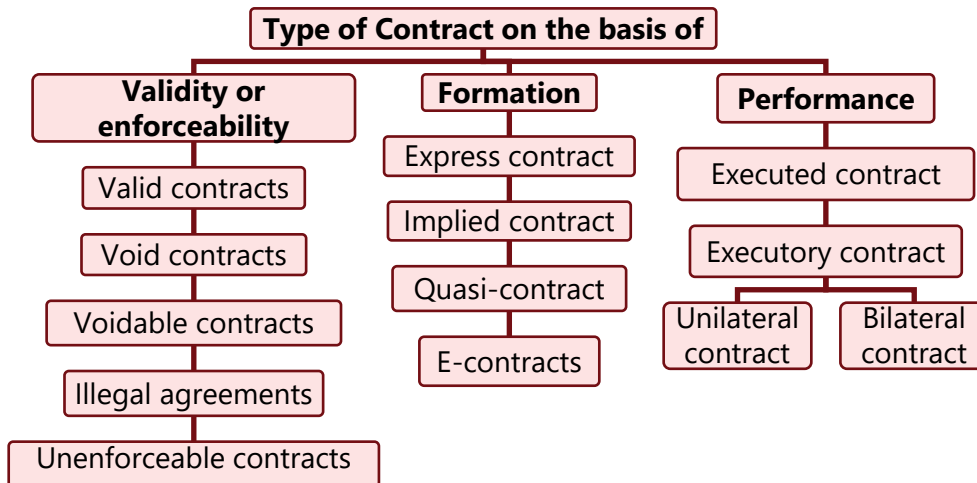 Type of Contract on the basis of
Validity or
enforceability
Valid contracts
Void contracts
Voidable contracts
Illegal agreements
Unenforceable contracts
Formation
Express contract
Implied contract
Quasi-contract
E-contracts
Performance
Executed contract
Executory contract
Unilateral
contract
Bilateral
contract